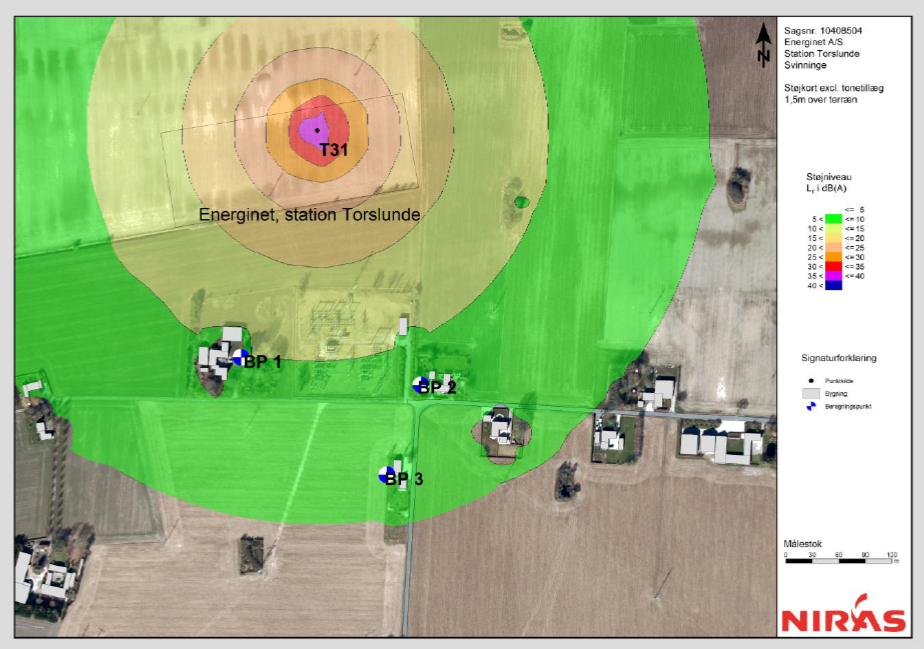 T31
Energinet, station Torslunde
BP 1
BP 2
BP 3
N
Sagsnr. 10408504
Energinet A/S
Station Torslunde
Svinninge
Støjkort excl. tonetillæg
1,5m over terræn
Støjniveau
Lr i dB(A)
<= 5
5 < <= 10
10 < <= 15
15 < <= 20
20 < <= 25
25 < <= 30
30 < <= 35
35 < <= 40
40 <
Signaturforklaring
Punktkilde
Bygning
Beregningspunkt
Målestok
0 30 60 90 120
m
NIRAS